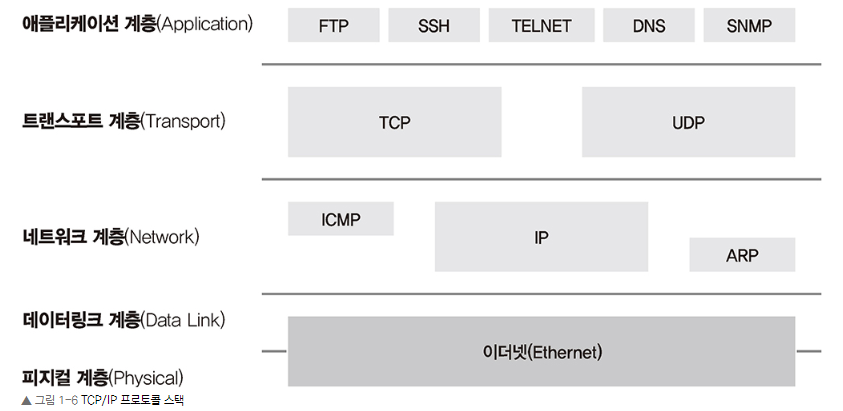 애플리케이션 계층(Application)
FTP SSH TELNET DNS SNMP
트랜스포트 계층(Transport)
TCP UDP
네트워크 계층(Network)
ICMP IP ARP
데이터링크 계층(Data Link)
이더넷(Ethernet)
피지컬 계층(Physical)
▲ 그림 1-6 TCP/IP 프로토콜 스택